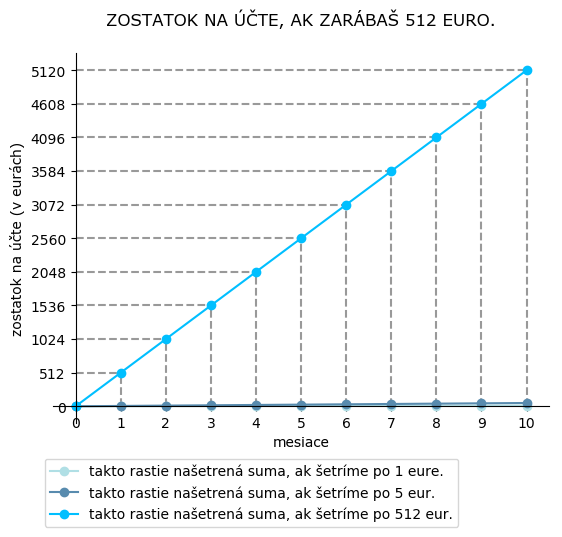 ZOSTATOK NA ÚČTE, AK ZARÁBAŠ 512 EURO.
zostatok na účte (v eurách)
5120
4608
4096
3584
3072
2560
2048
1536
1024
512
0
0 1 2 3 4 5 6 7 8 9 10
mesiace
takto rastie našetrená suma, ak šetríme po 1 eure.
takto rastie našetrená suma, ak šetríme po 5 eur.
takto rastie našetrená suma, ak šetríme po 512 eur.